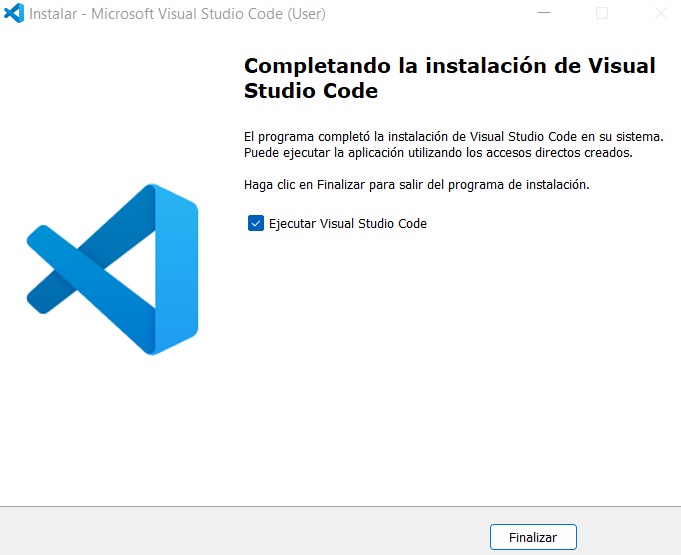 Instalar - Microsoft Visual Studio Code (User)
Completando la instalación de Visual
Studio Code
El programa completó la instalación de Visual Studio Code en su sistema.
Puede ejecutar la aplicación utilizando los accesos directos creados.
Haga clic en Finalizar para salir del programa de instalación.
Ejecutar Visual Studio Code
Finalizar